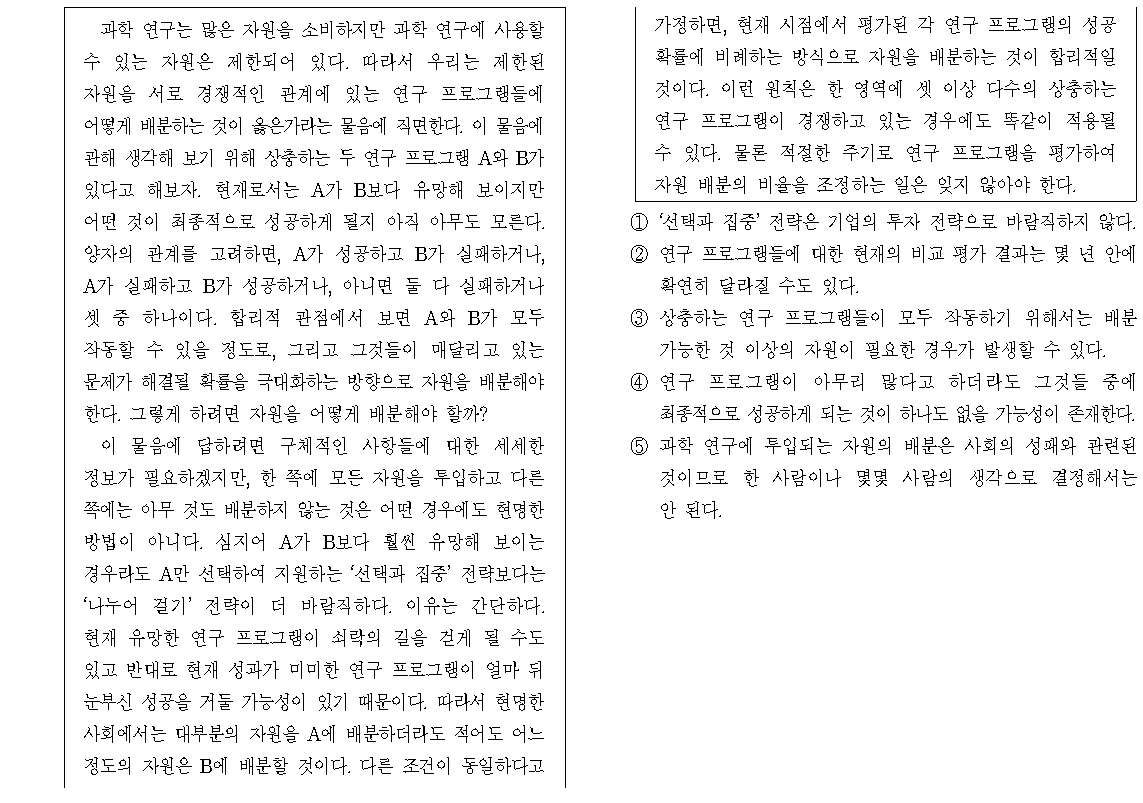 과학 연구는 많은 자원을 소비하지만 과학 연구에 사용할
수 있는 자원은 제한되어 있다. 따라서 우리는 제한된
자원을 서로 경쟁적인 관계에 있는 연구 프로그램들에
어떻게 배분하는 것이 옳은가라는 물음에 직면한다. 이 물음에
관해 생각해 보기 위해 상충하는 두 연구 프로그램 A와 B가
있다고 해보자. 현재로서는 A가 B보다 유망해 보이지만
어떤 것이 최종적으로 성공하게 될지 아직 아무도 모른다.
양자의 관계를 고려하면, A가 성공하고 B가 실패하거나,
A가 실패하고 B가 성공하거나, 아니면 둘 다 실패하거나
셋 중 하나이다. 합리적 관점에서 보면 A와 B가 모두
작동할 수 있을 정도로, 그리고 그것들이 매달리고 있는
문제가 해결될 확률을 극대화하는 방향으로 자원을 배분해야
한다. 그렇게 하려면 자원을 어떻게 배분해야 할까?
이 물음에 답하려면 구체적인 사항들에 대한 세세한
정보가 필요하겠지만, 한 쪽에 모든 자원을 투입하고 다른
쪽에는 아무 것도 배분하지 않는 것은 어떤 경우에도 현명한
방법이 아니다. 심지어 A가 B보다 훨씬 유망해 보이는
경우라도 A만 선택하여 지원하는 ‘선택과 집중’ 전략보다는
‘나누어 걸기’ 전략이 더 바람직하다. 이유는 간단하다.
현재 유망한 연구 프로그램이 쇠락의 길을 걷게 될 수도
있고 반대로 현재 성과가 미미한 연구 프로그램이 얼마 뒤
눈부신 성공을 거둘 가능성이 있기 때문이다. 따라서 현명한
사회에서는 대부분의 자원을 A에 배분하더라도 적어도 어느
정도의 자원은 B에 배분할 것이다. 다른 조건이 동일하다고
가정하면, 현재 시점에서 평가된 각 연구 프로그램의 성공
확률에 비례하는 방식으로 자원을 배분하는 것이 합리적일
것이다. 이런 원칙은 한 영역에 셋 이상 다수의 상충하는
연구 프로그램이 경쟁하고 있는 경우에도 똑같이 적용될
수 있다. 물론 적절한 주기로 연구 프로그램을 평가하여
자원 배분의 비율을 조정하는 일은 잊지 않아야 한다.
① ‘선택과 집중’ 전략은 기업의 투자 전략으로 바람직하지 않다.
② 연구 프로그램들에 대한 현재의 비교 평가 결과는 몇 년 안에
확연히 달라질 수도 있다.
③ 상충하는 연구 프로그램들이 모두 작동하기 위해서는 배분
가능한 것 이상의 자원이 필요한 경우가 발생할 수 있다.
④ 연구 프로그램이 아무리 많다고 하더라도 그것들 중에
최종적으로 성공하게 되는 것이 하나도 없을 가능성이 존재한다.
⑤ 과학 연구에 투입되는 자원의 배분은 사회의 성패와 관련된
것이므로 한 사람이나 몇몇 사람의 생각으로 결정해서는
안 된다.